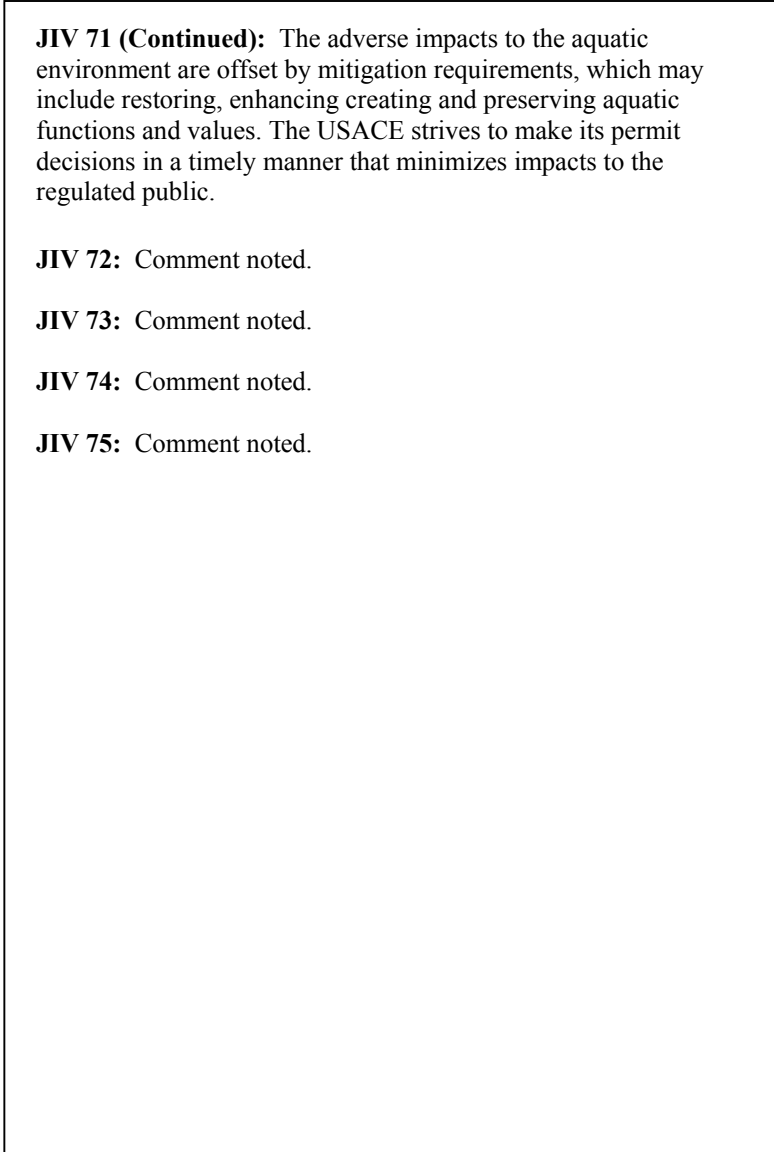 JIV 71 (Continued):  The adverse impacts to the aquatic
environment are offset by mitigation requirements, which may
include restoring, enhancing creating and preserving aquatic
functions and values. The USACE strives to make its permit
decisions in a timely manner that minimizes impacts to the
regulated public.
JIV 72:  Comment noted.
JIV 73:  Comment noted.
JIV 74:  Comment noted.
JIV 75:  Comment noted.